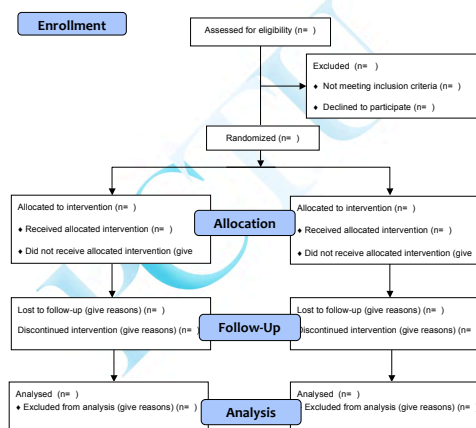 Enrollment
Assessed for eligibility (n= )
Excluded (n= )
♦ Not meeting inclusion criteria (n= )
♦ Declined to participate (n= )
Randomized (n= )
Allocated to intervention (n= )
♦ Received allocated intervention (n= )
♦ Did not receive allocated intervention (give
Allocation
Allocated to intervention (n= )
♦ Received allocated intervention (n= )
♦ Did not receive allocated intervention (give
Lost to follow-up (give reasons) (n= )
Discontinued intervention (give reasons) (n=
Follow-Up
Lost to follow-up (give reasons) (n= )
Discontinued intervention (give reasons) (n=
Analysed (n= )
♦ Excluded from analysis (give reasons) (n= )
Analysis
Analysed (n= )
Excluded from analysis (give reasons) (n= )